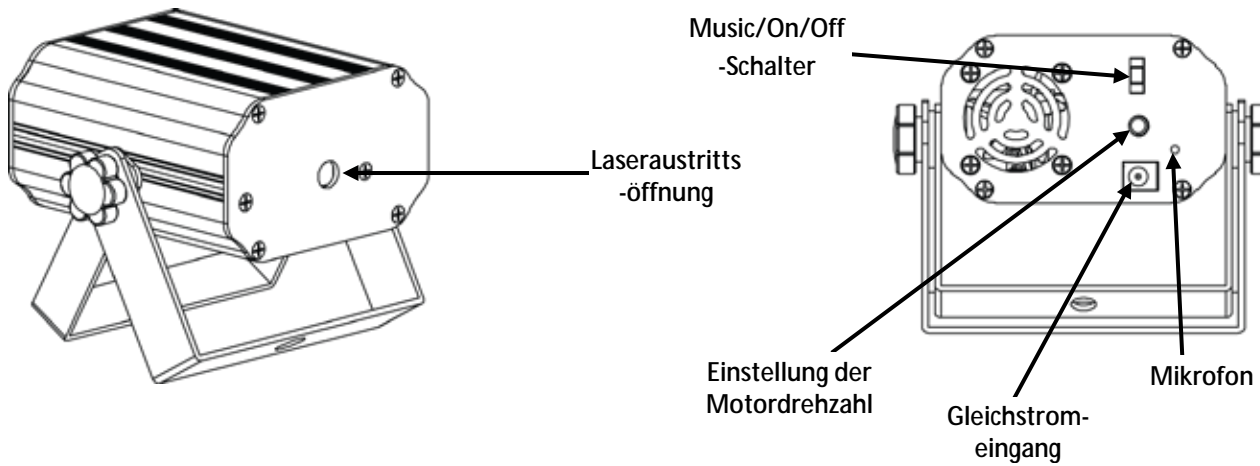 Music/On/Off
-Schalter
Laseraustritts
-öffnung
Einstellung der
Motordrehzahl
Mikrofon
Gleichstrom-
eingang